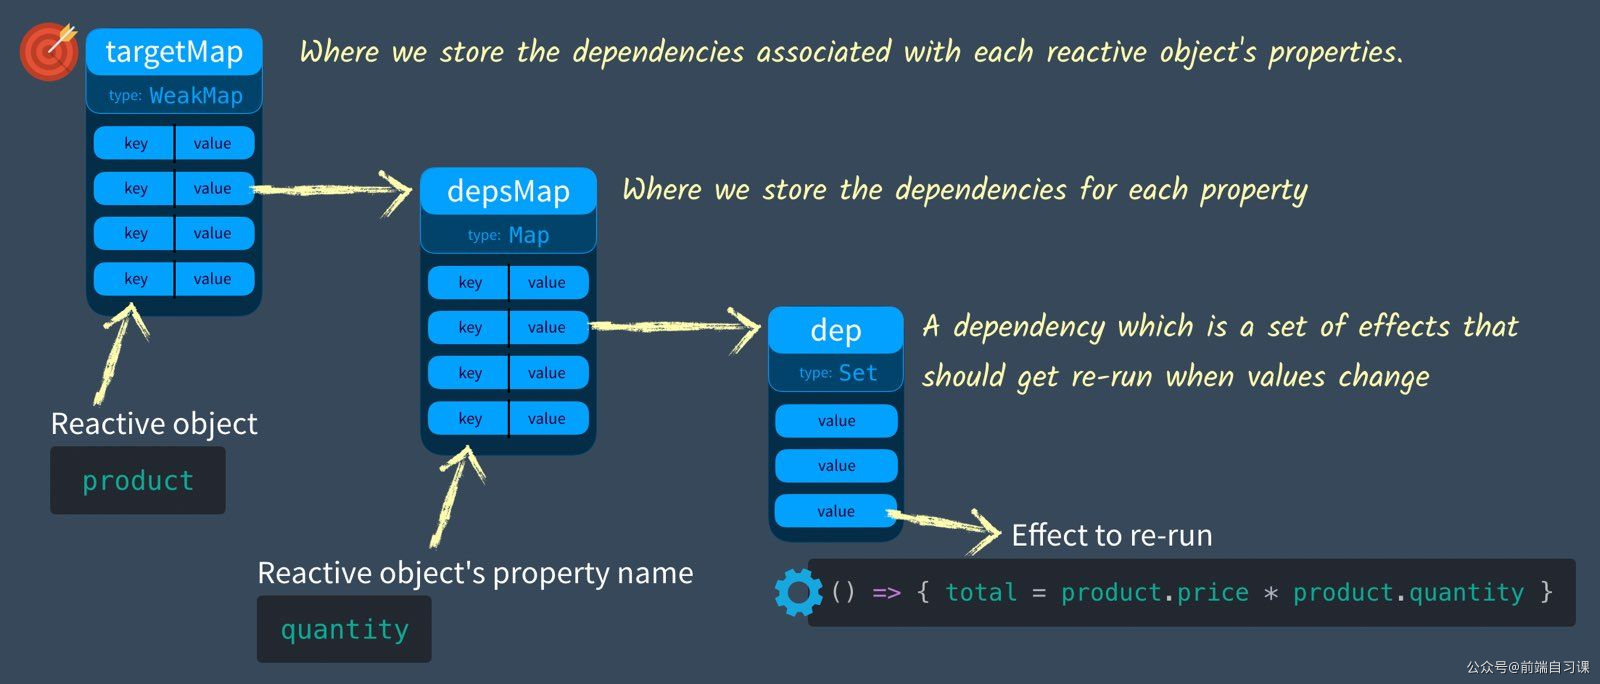 targetMap
Where we store the dependencies associated with each reactive object's properties.
type: WeakMap
key value
key value
key value
key value
depsMap
Where we store the dependencies for each property
type: Map
key value
key value
key value
key value
dep
A dependency which is a set of effects that
should get re-run when values change
type: Set
value
value
value
Reactive object
product
Reactive object's property name
quantity
Effect to re-run
() => { total = product.price * product.quantity }
公众号@前端自习课